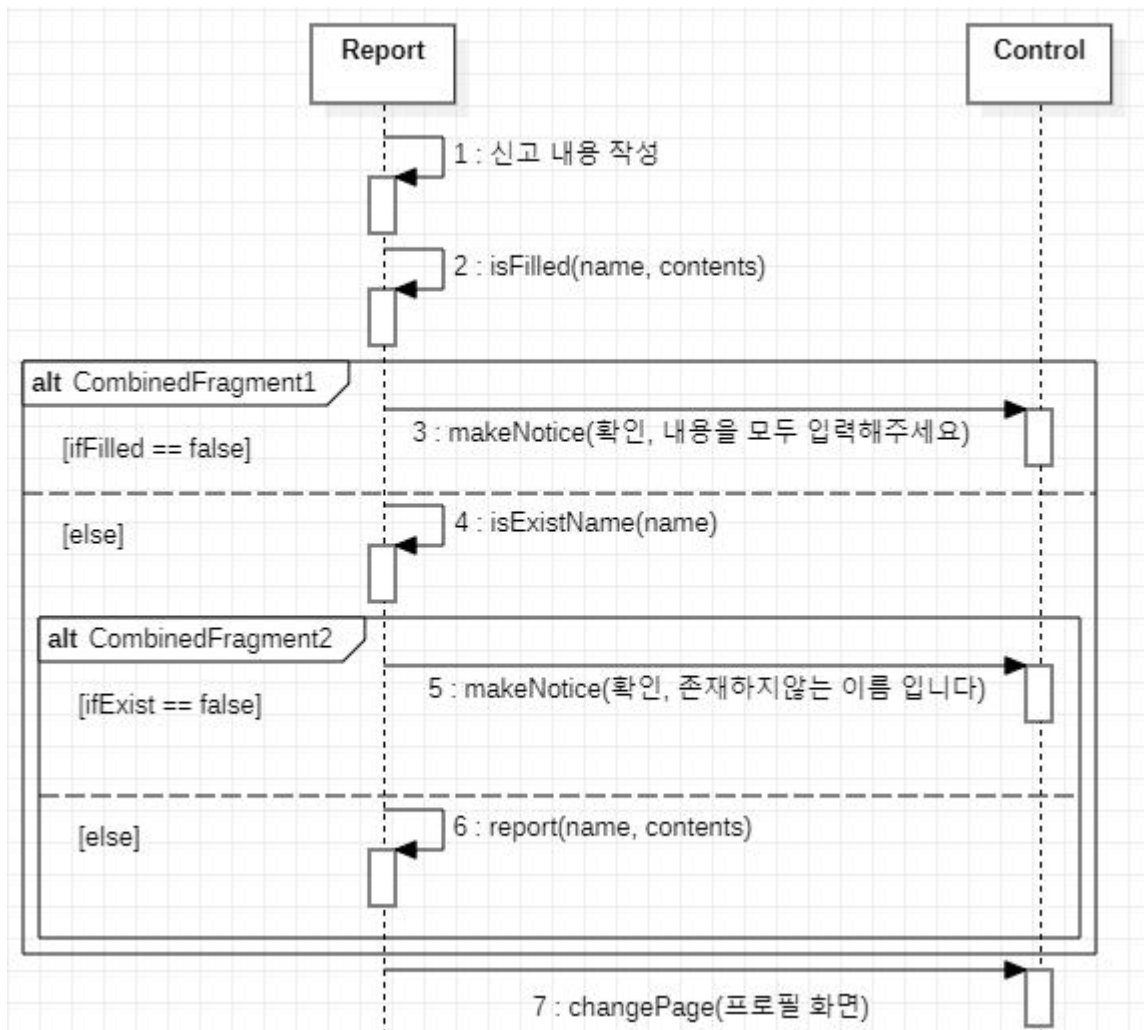 Report
Control
1 : 신고 내용 작성
2 : isFilled(name, contents)
alt CombinedFragment1
3 : makeNotice(확인, 내용을 모두 입력해주세요)
[ifFilled == false]
4 : isExistName(name)
[else]
alt CombinedFragment2
5 : makeNotice(확인, 존재하지않는 이름 입니다)
[ifExist == false]
6 : report(name, contents)
[else]
7 : changePage(프로필 화면)